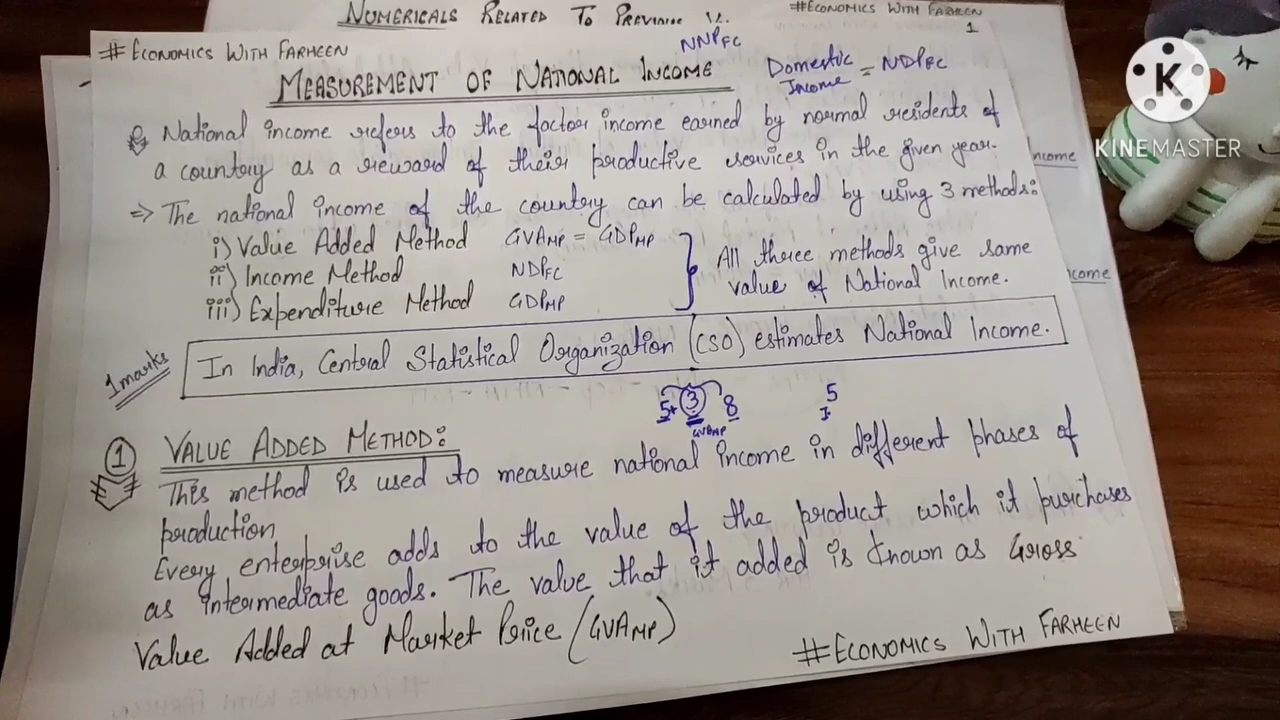 NUMERICALS RELATED TO
#ECONOMICS WITH FARHEEN
1
#ECONOMICS WITH FARHEEN
NNPFC
MEASUREMENT OF NATIONAL INCOME
Domestic Income = NDPFC
National income refers to the factor income earned by normal residents of
a country as a reward of their productive services in the given year.
⇒ The national income of the country can be calculated by using 3 methods:
i) Value Added Method GVAMP = GDPMP
ii) Income Method NDPFC
iii) Expenditure Method GDPMP
All three methods give same
value of National Income.
1 marks
In India, Central Statistical Organization (CSO) estimates National Income.
5+ 3 8
GVAMP
5
I
1 VALUE ADDED METHOD:
This method is used to measure national income in different phases of
production
Every enterprise adds to the value of the product which it purchases
as intermediate goods. The value that it added is known as Gross
Value Added at Market Price (GVAMP)
#ECONOMICS WITH FARHEEN
K
KINEMASTER
ncome
come